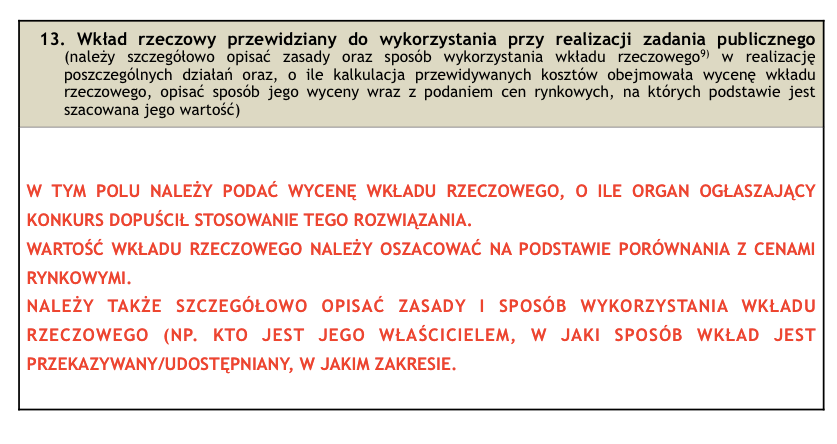 13. Wkład rzeczowy przewidziany do wykorzystania przy realizacji zadania publicznego
(należy szczegółowo opisać zasady oraz sposób wykorzystania wkładu rzeczowego⁹⁾ w realizację
poszczególnych działań oraz, o ile kalkulacja przewidywanych kosztów obejmowała wycenę wkładu
rzeczowego, opisać sposób jego wyceny wraz z podaniem cen rynkowych, na których podstawie jest
szacowana jego wartość)
W TYM POLU NALEŻY PODAĆ WYCENĘ WKŁADU RZECZOWEGO, O ILE ORGAN OGŁASZAJĄCY
KONKURS DOPUŚCIŁ STOSOWANIE TEGO ROZWIĄZANIA.
WARTOŚĆ WKŁADU RZECZOWEGO NALEŻY OSZACOWAĆ NA PODSTAWIE PORÓWNANIA Z CENAMI
RYNKOWYMI.
NALEŻY TAKŻE SZCZEGÓŁOWO OPISAĆ ZASADY I SPOSÓB WYKORZYSTANIA WKŁADU
RZECZOWEGO (NP. KTO JEST JEGO WŁAŚCICIELEM, W JAKI SPOSÓB WKŁAD JEST
PRZEKAZYWANY/UDOSTĘPNIANY, W JAKIM ZAKRESIE.